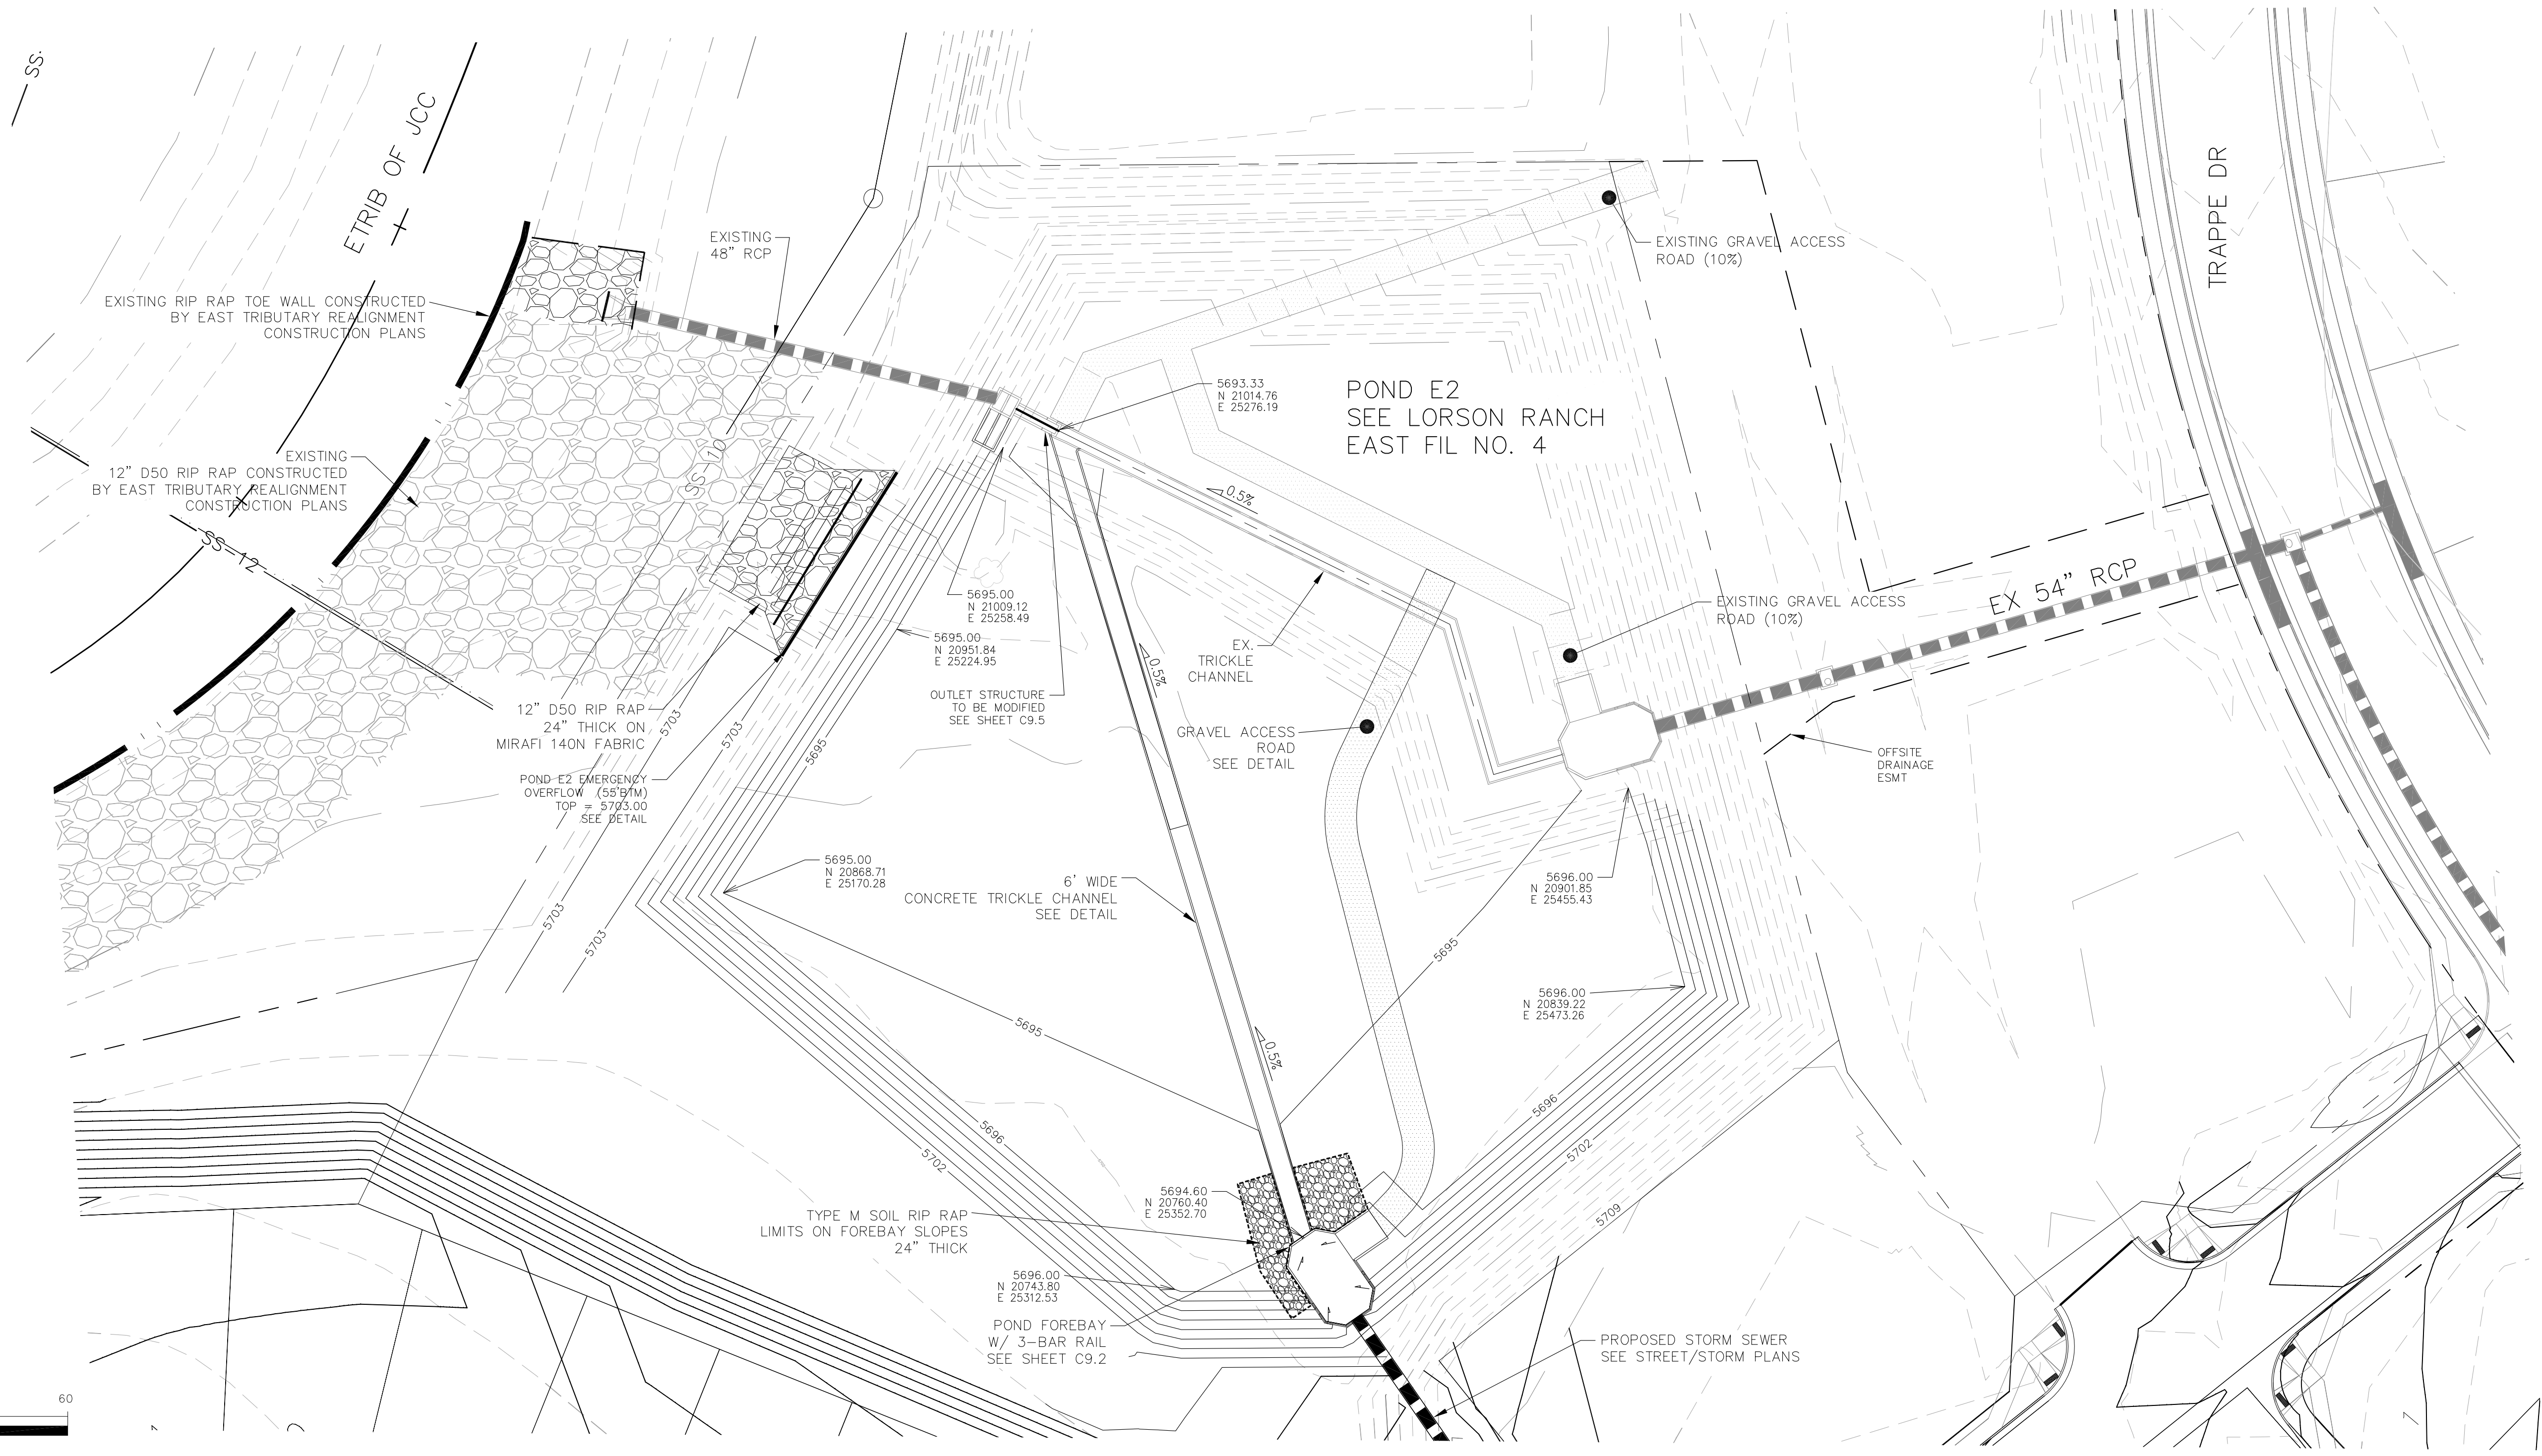 SS.
ETRIB OF JCC
TRAPPE DR
EXISTING
48" RCP
EXISTING GRAVEL ACCESS
ROAD (10%)
EXISTING RIP RAP TOE WALL CONSTRUCTED
BY EAST TRIBUTARY REALIGNMENT
CONSTRUCTION PLANS
5693.33
N 21014.76
E 25276.19
POND E2
SEE LORSON RANCH
EAST FIL NO. 4
EXISTING
12" D50 RIP RAP CONSTRUCTED
BY EAST TRIBUTARY REALIGNMENT
CONSTRUCTION PLANS
SS-10
0.5%
SS-12
EX 54" RCP
5695.00
N 21009.12
E 25258.49
EXISTING GRAVEL ACCESS
ROAD (10%)
5695.00
N 20951.84
E 25224.95
EX.
TRICKLE
CHANNEL
0.5%
OUTLET STRUCTURE
TO BE MODIFIED
SEE SHEET C9.5
12" D50 RIP RAP
24" THICK ON
MIRAFI 140N FABRIC
5703
5703
5695
GRAVEL ACCESS
ROAD
SEE DETAIL
OFFSITE
DRAINAGE
ESMT
POND E2 EMERGENCY
OVERFLOW (55'BTM)
TOP = 5703.00
SEE DETAIL
5695.00
N 20868.71
E 25170.28
6' WIDE
CONCRETE TRICKLE CHANNEL
SEE DETAIL
5696.00
N 20901.85
E 25455.43
5703
5703
5695
5696.00
N 20839.22
E 25473.26
5695
0.5%
5696
5702
5696
5702
5694.60
N 20760.40
E 25352.70
TYPE M SOIL RIP RAP
LIMITS ON FOREBAY SLOPES
24" THICK
5709
5696.00
N 20743.80
E 25312.53
POND FOREBAY
W/ 3-BAR RAIL
SEE SHEET C9.2
PROPOSED STORM SEWER
SEE STREET/STORM PLANS
60